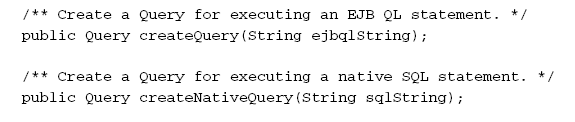 /** Create a Query for executing an EJB QL statement. */
public Query createQuery(String ejbqlString);
/** Create a Query for executing a native SQL statement. */
public Query createNativeQuery(String sqlString);